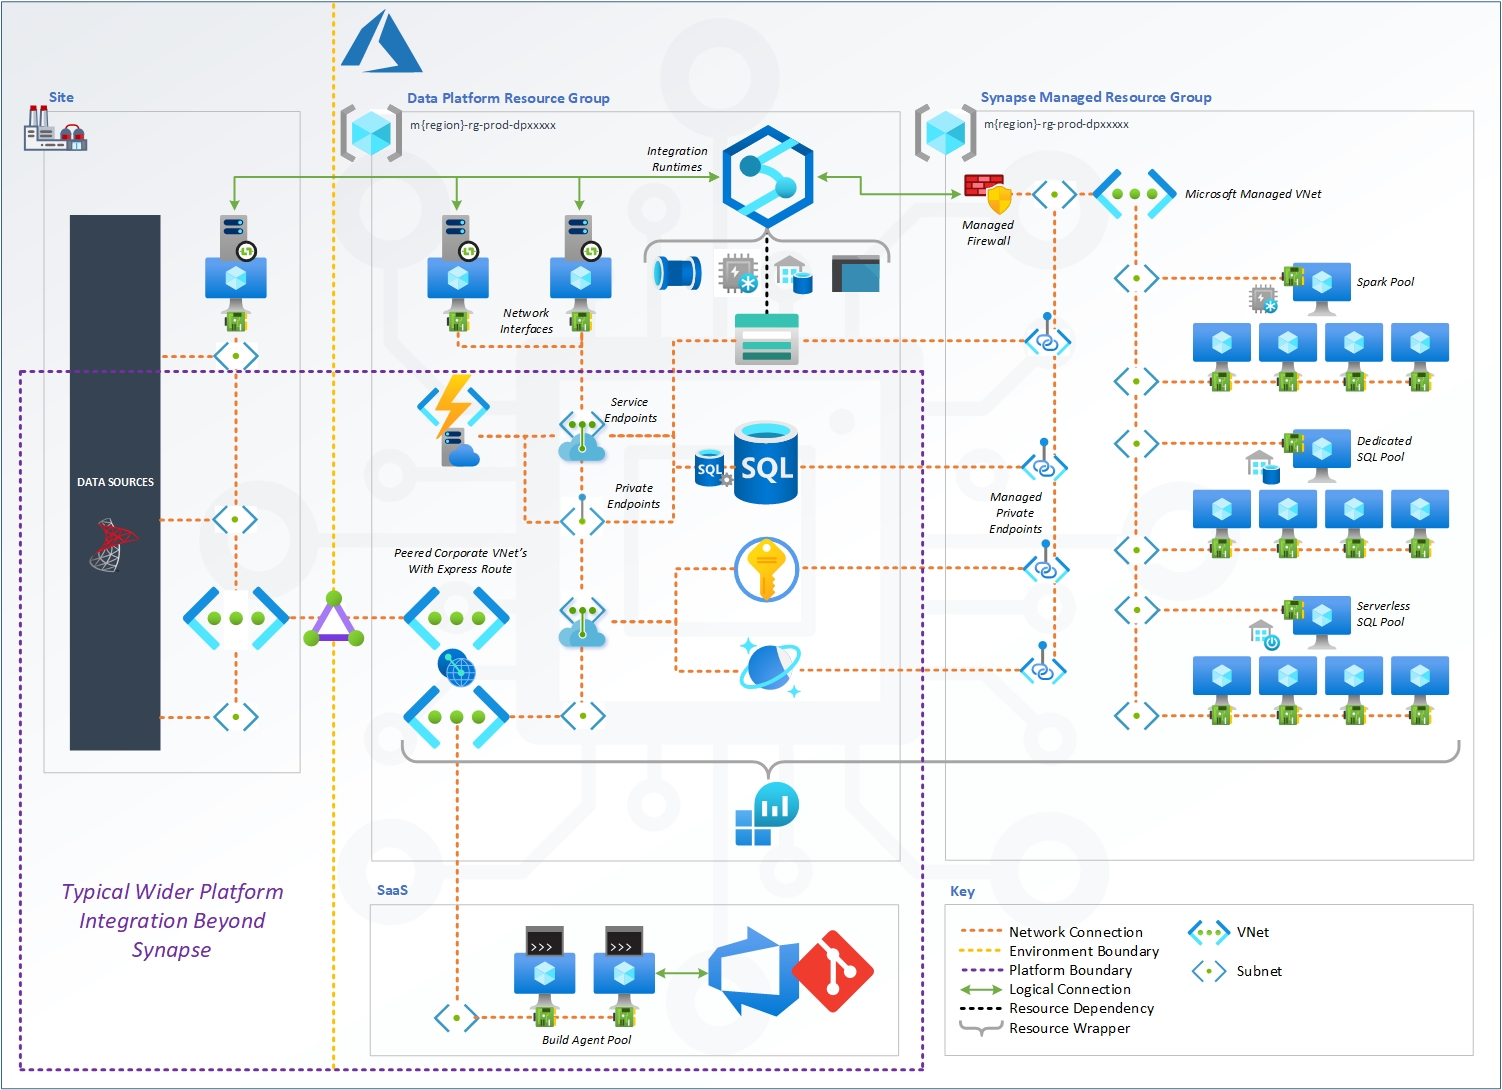 Site
Data Platform Resource Group
m{region}-rg-prod-dpxxxxx
Synapse Managed Resource Group
m{region}-rg-prod-dpxxxxx
Integration
Runtimes
Managed
Firewall
Microsoft Managed VNet
Network
Interfaces
Spark Pool
Service
Endpoints
DATA SOURCES
SQL
SQL
Private
Endpoints
Managed
Private
Endpoints
Dedicated
SQL Pool
Peered Corporate VNet's
With Express Route
Serverless
SQL Pool
Typical Wider Platform
Integration Beyond
Synapse
SaaS
>>>
>>>
Build Agent Pool
Key
Network Connection
Environment Boundary
Platform Boundary
Logical Connection
Resource Dependency
Resource Wrapper
VNet
Subnet